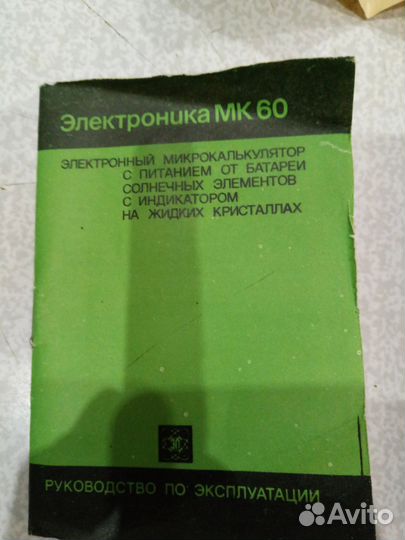 Электроника МК 60
ЭЛЕКТРОННЫЙ МИКРОКАЛЬКУЛЯТОР
С ПИТАНИЕМ ОТ БАТАРЕИ
СОЛНЕЧНЫХ ЭЛЕМЕНТОВ
С ИНДИКАТОРОМ
НА ЖИДКИХ КРИСТАЛЛАХ
РУКОВОДСТВО ПО ЭКСПЛУАТАЦИИ
Avito